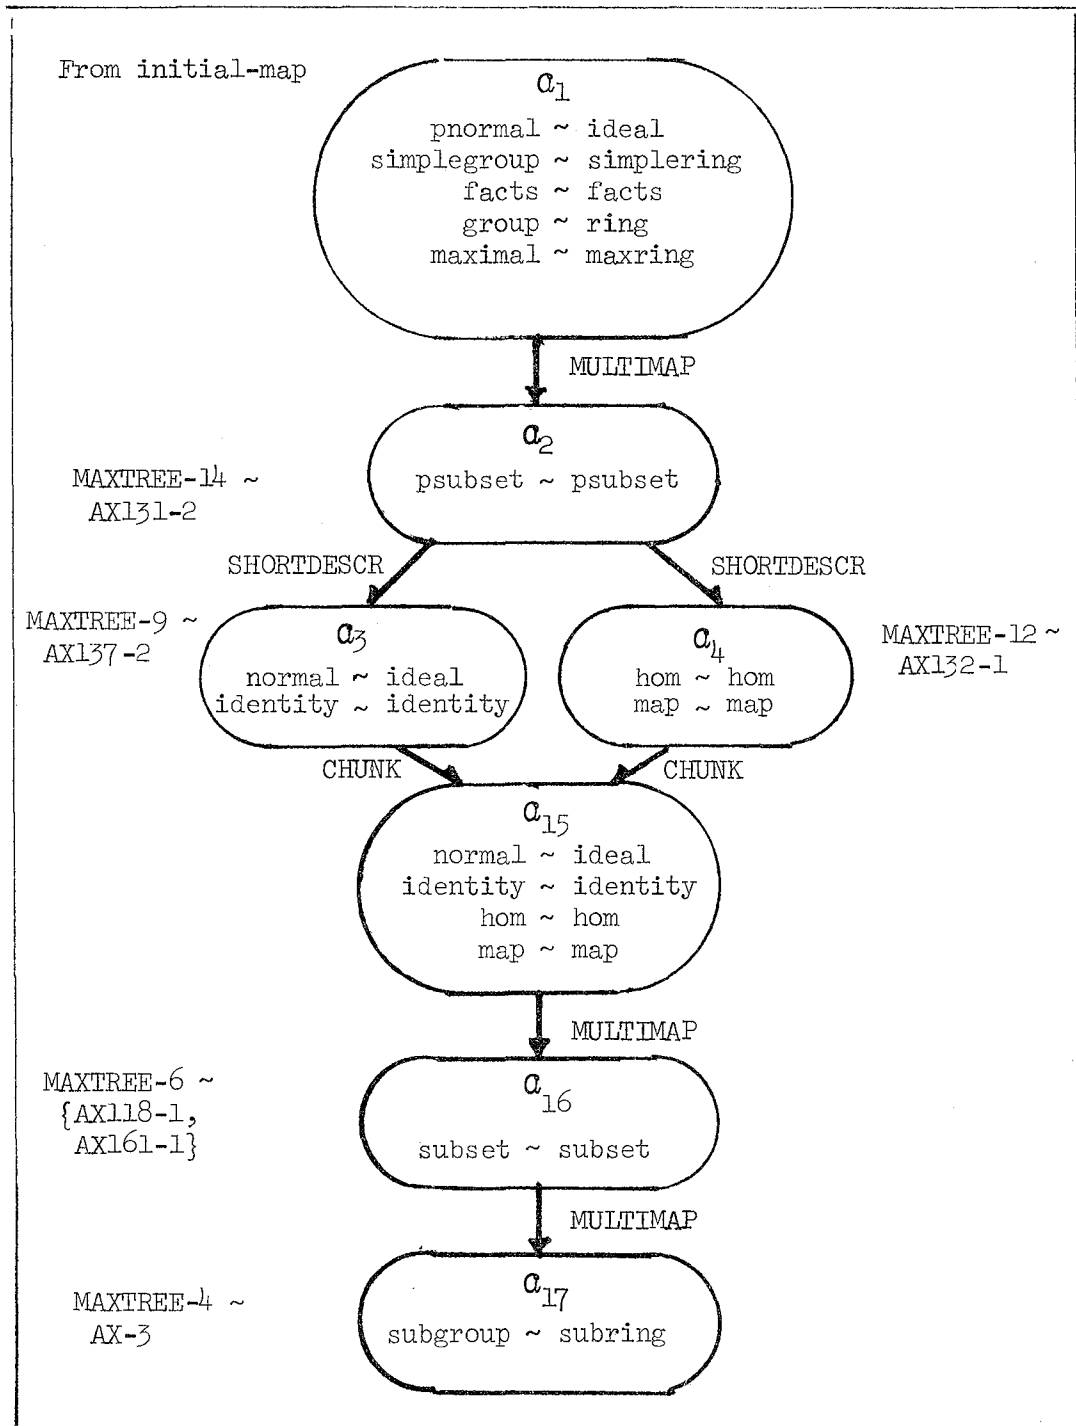 From initial-map
a1
pnormal ~ ideal
simplegroup ~ simplering
facts ~ facts
group ~ ring
maximal ~ maxring
MULTIMAP
a2
psubset ~ psubset
MAXTREE-14 ~
AX131-2
SHORTDESCR
SHORTDESCR
MAXTREE-9 ~
AX137-2
a3
normal ~ ideal
identity ~ identity
a4
hom ~ hom
map ~ map
MAXTREE-12 ~
AX132-1
CHUNK
CHUNK
a15
normal ~ ideal
identity ~ identity
hom ~ hom
map ~ map
MULTIMAP
MAXTREE-6 ~
{AX118-1,
AX161-1}
a16
subset ~ subset
MULTIMAP
MAXTREE-4 ~
AX-3
a17
subgroup ~ subring